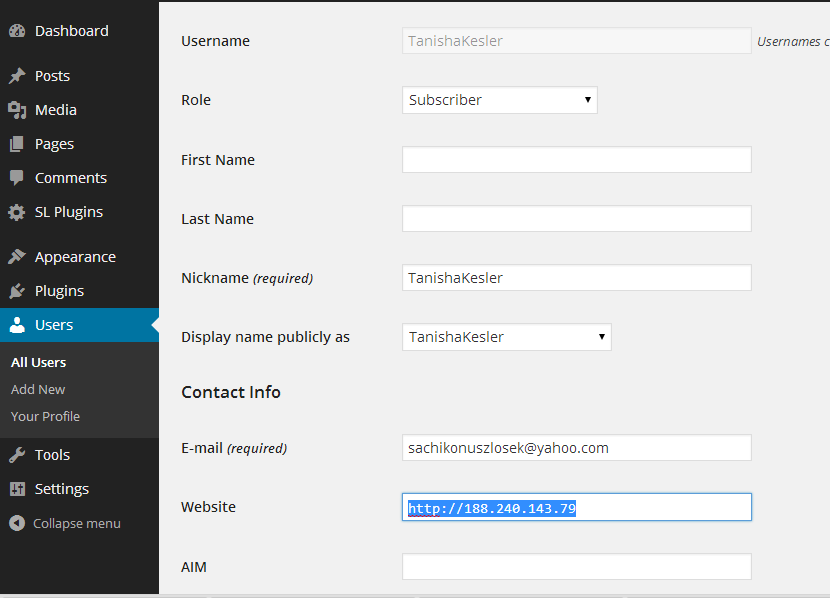 Dashboard
Posts
Media
Pages
Comments
SL Plugins
Appearance
Plugins
Users
All Users
Add New
Your Profile
Tools
Settings
Collapse menu
Username TanishaKesler Usernames c
Role Subscriber
First Name
Last Name
Nickname (required) TanishaKesler
Display name publicly as TanishaKesler
Contact Info
E-mail (required) sachikonuszlosek@yahoo.com
Website http://188.240.143.79
AIM